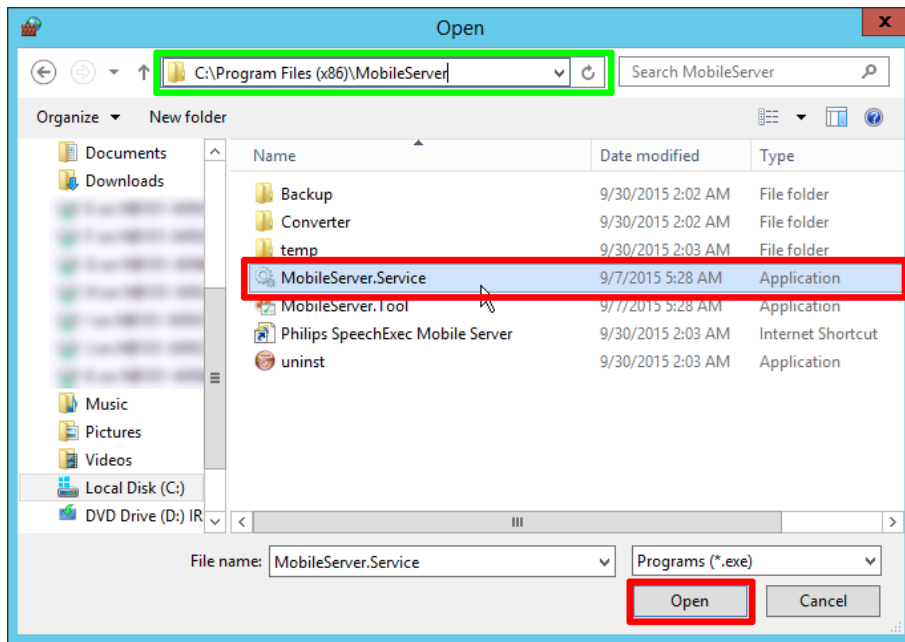 Open
x
C:\Program Files (x86)\MobileServer
Search MobileServer
Organize
New folder
Documents
Downloads
Music
Pictures
Videos
Local Disk (C:)
DVD Drive (D:) IR
Name Date modified Type
Backup 9/30/2015 2:02 AM File folder
Converter 9/30/2015 2:02 AM File folder
temp 9/30/2015 2:03 AM File folder
MobileServer.Service 9/7/2015 5:28 AM Application
MobileServer.Tool 9/7/2015 5:28 AM Application
Philips SpeechExec Mobile Server 9/30/2015 2:03 AM Internet Shortcut
uninst 9/30/2015 2:03 AM Application
File name: MobileServer.Service Programs (*.exe)
Open Cancel